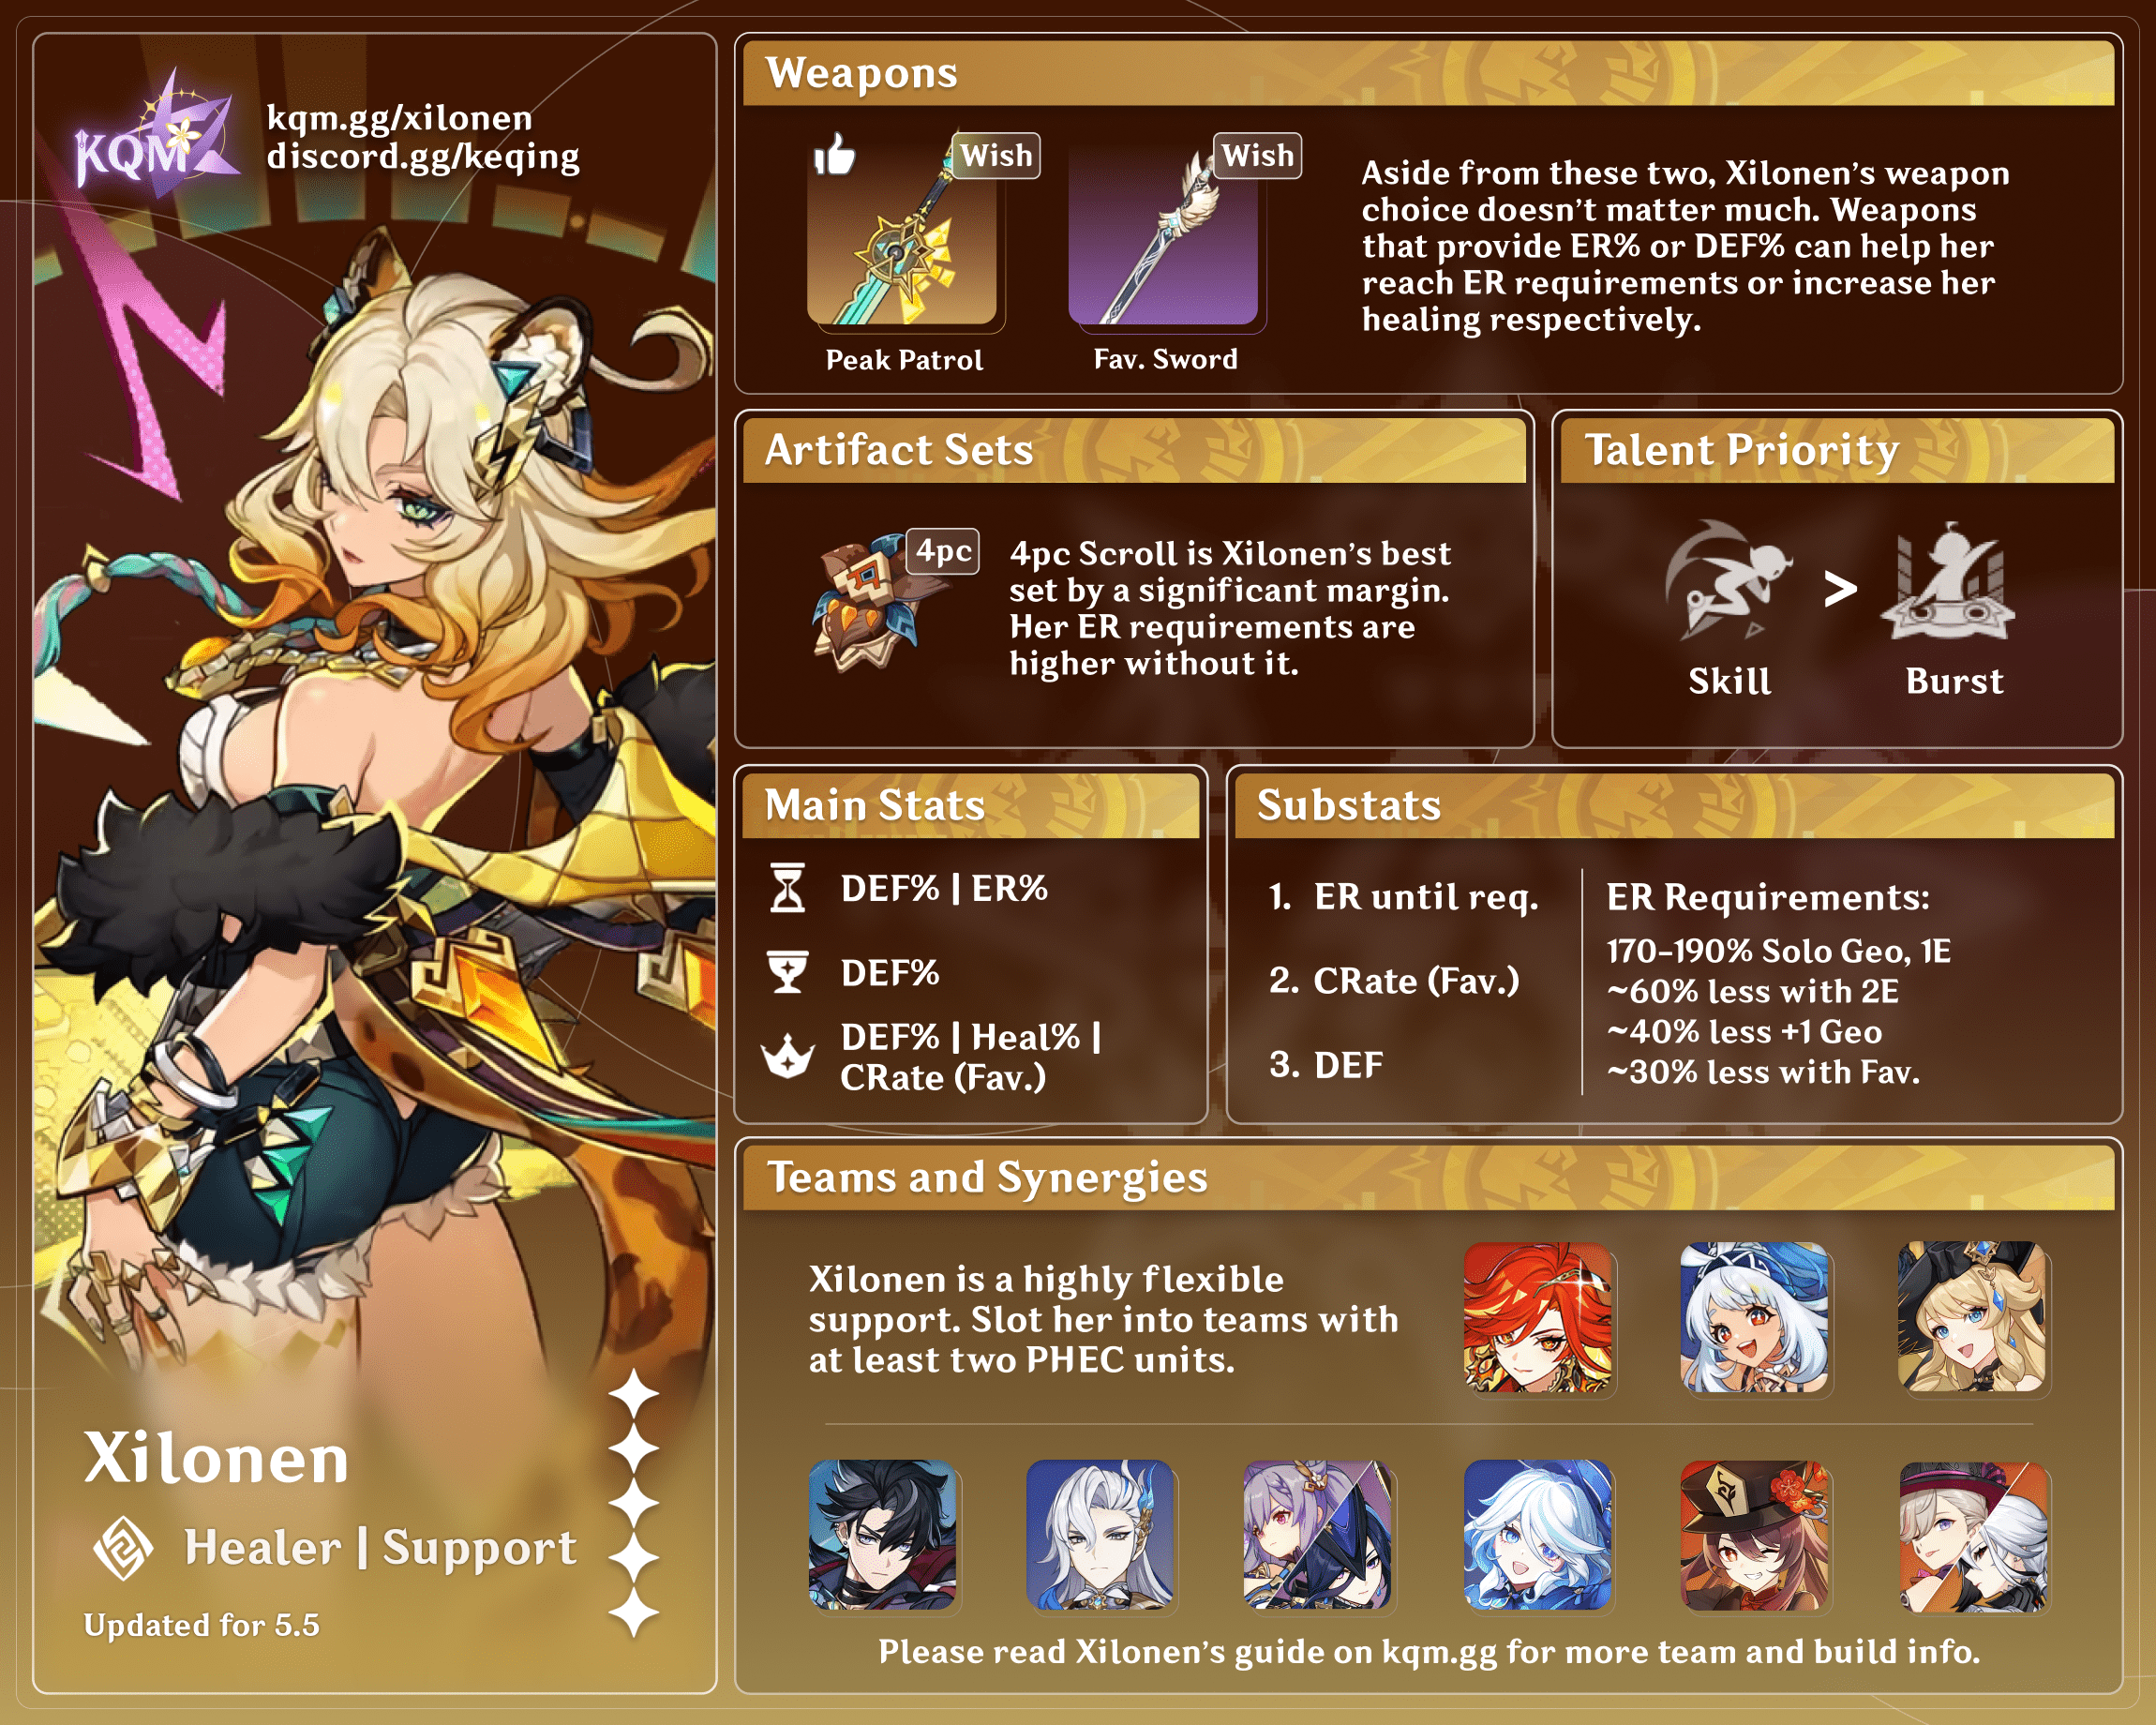 KQM
kqm.gg/xilonen
discord.gg/keqing
Xilonen
Healer | Support
Updated for 5.5
Weapons
Wish
Wish
Peak Patrol
Fav. Sword
Aside from these two, Xilonen's weapon
choice doesn't matter much. Weapons
that provide ER% or DEF% can help her
reach ER requirements or increase her
healing respectively.
Artifact Sets
4pc
4pc Scroll is Xilonen's best
set by a significant margin.
Her ER requirements are
higher without it.
Talent Priority
>
Skill
Burst
Main Stats
DEF% | ER%
DEF%
DEF% | Heal% |
CRate (Fav.)
Substats
1. ER until req.
2. CRate (Fav.)
3. DEF
ER Requirements:
170-190% Solo Geo, 1E
~60% less with 2E
~40% less +1 Geo
~30% less with Fav.
Teams and Synergies
Xilonen is a highly flexible
support. Slot her into teams with
at least two PHEC units.
Please read Xilonen's guide on kqm.gg for more team and build info.